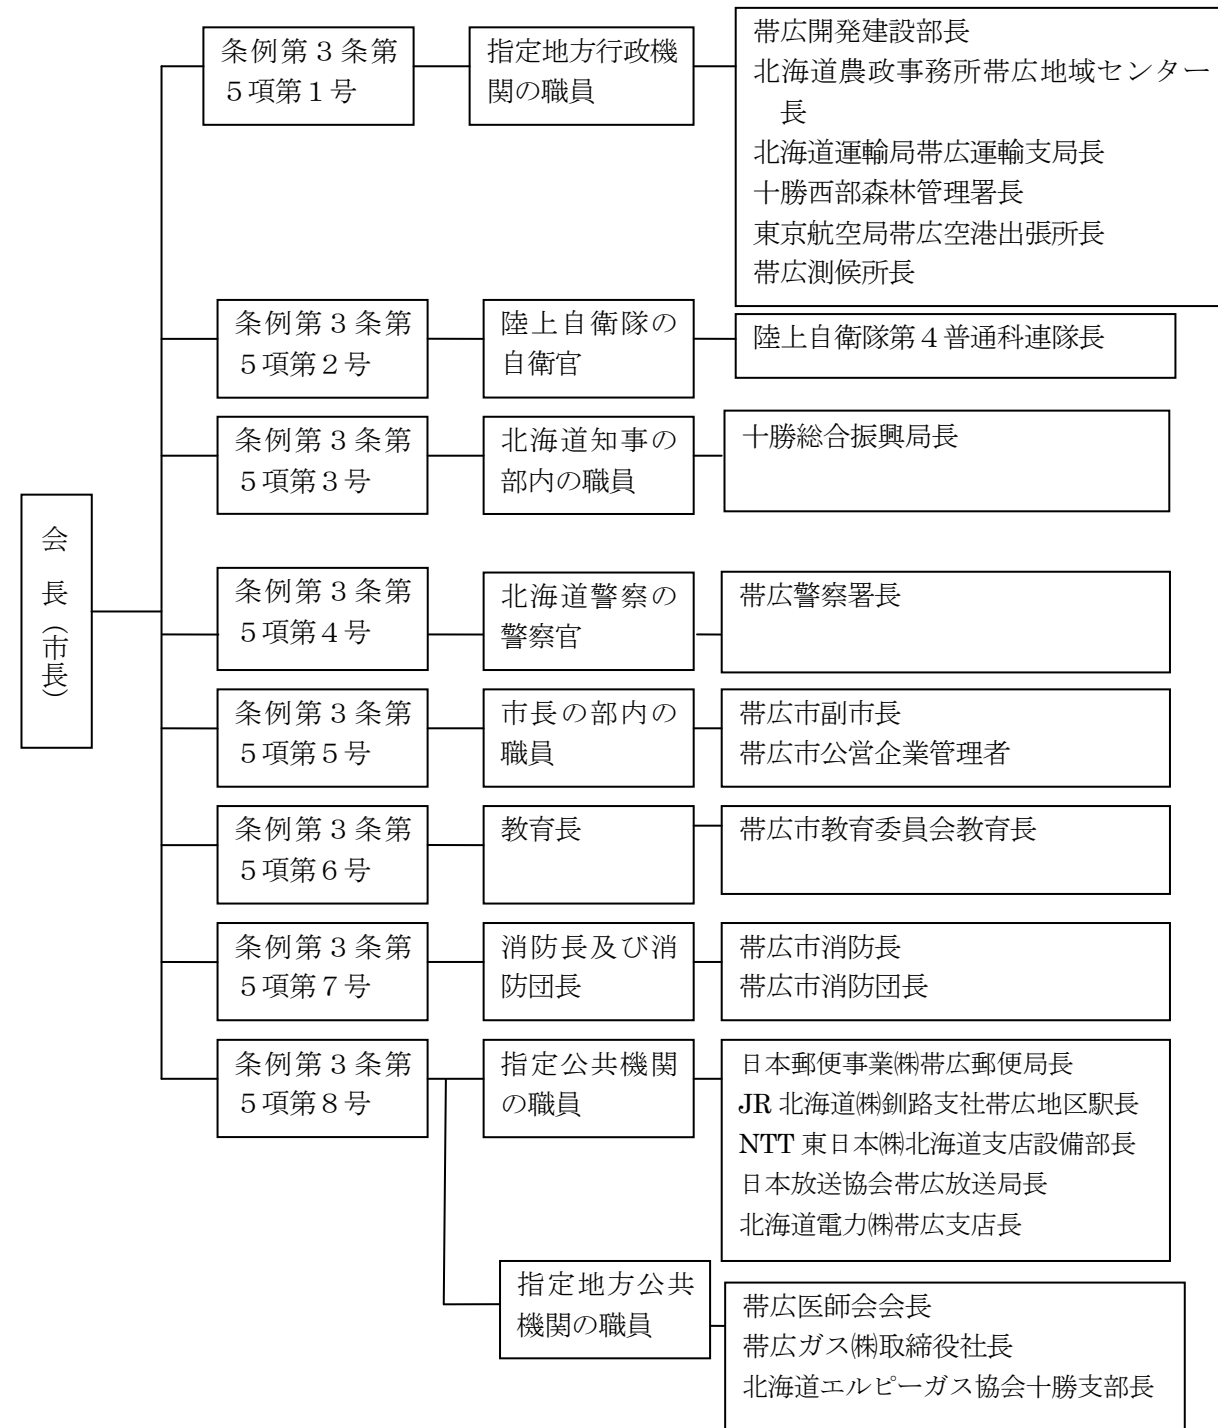 会長（市長）
条例第３条第
５項第１号
指定地方行政機
関の職員
帯広開発建設部長
北海道農政事務所帯広地域センター
長
北海道運輸局帯広運輸支局長
十勝西部森林管理署長
東京航空局帯広空港出張所長
帯広測候所長
条例第３条第
５項第２号
陸上自衛隊の
自衛官
陸上自衛隊第４普通科連隊長
条例第３条第
５項第３号
北海道知事の
部内の職員
十勝総合振興局長
条例第３条第
５項第４号
北海道警察の
警察官
帯広警察署長
条例第３条第
５項第５号
市長の部内の
職員
帯広市副市長
帯広市公営企業管理者
条例第３条第
５項第６号
教育長
帯広市教育委員会教育長
条例第３条第
５項第７号
消防長及び消
防団長
帯広市消防長
帯広市消防団長
条例第３条第
５項第８号
指定公共機関
の職員
日本郵便事業㈱帯広郵便局長
JR 北海道㈱釧路支社帯広地区駅長
NTT 東日本㈱北海道支店設備部長
日本放送協会帯広放送局長
北海道電力㈱帯広支店長
指定地方公共
機関の職員
帯広医師会会長
帯広ガス㈱取締役社長
北海道エルピーガス協会十勝支部長